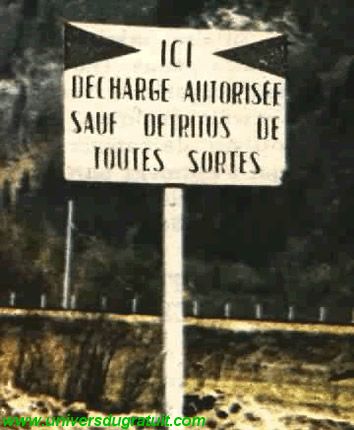 ICI
DECHARGE AUTORISÉE
SAUF DETRITUS DE
TOUTES SORTES
www.universdugratuit.com